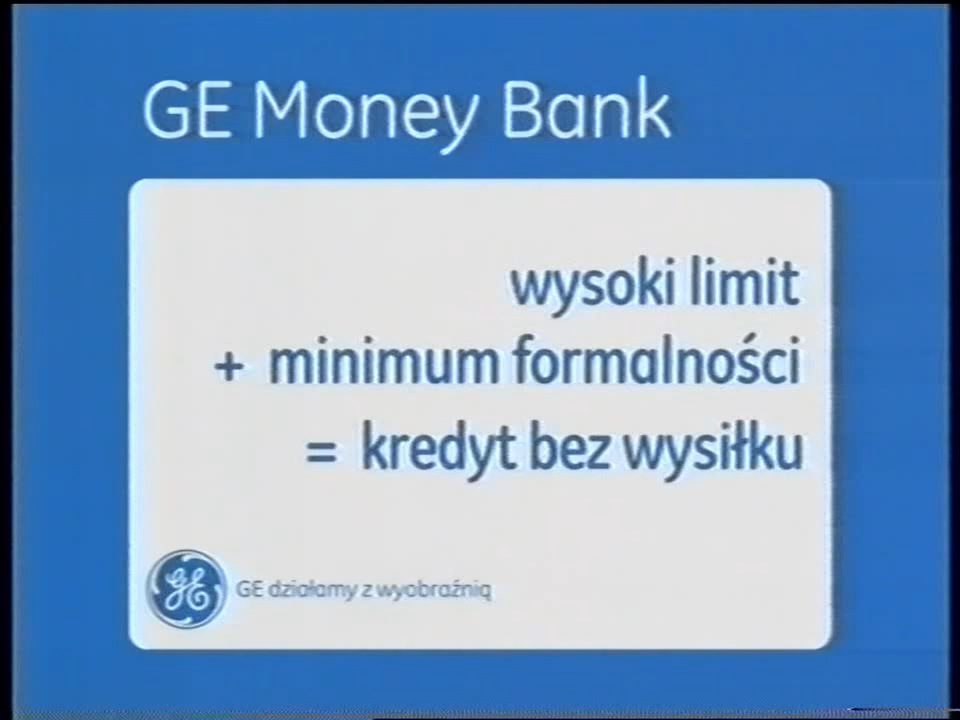 GE Money Bank
wysoki limit
+ minimum formalności
= kredyt bez wysiłku
GE działamy z wyobraźnią